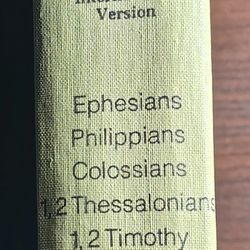 Version
Ephesians
Philippians
Colossians
1, 2 Thessalonians
1, 2 Timothy